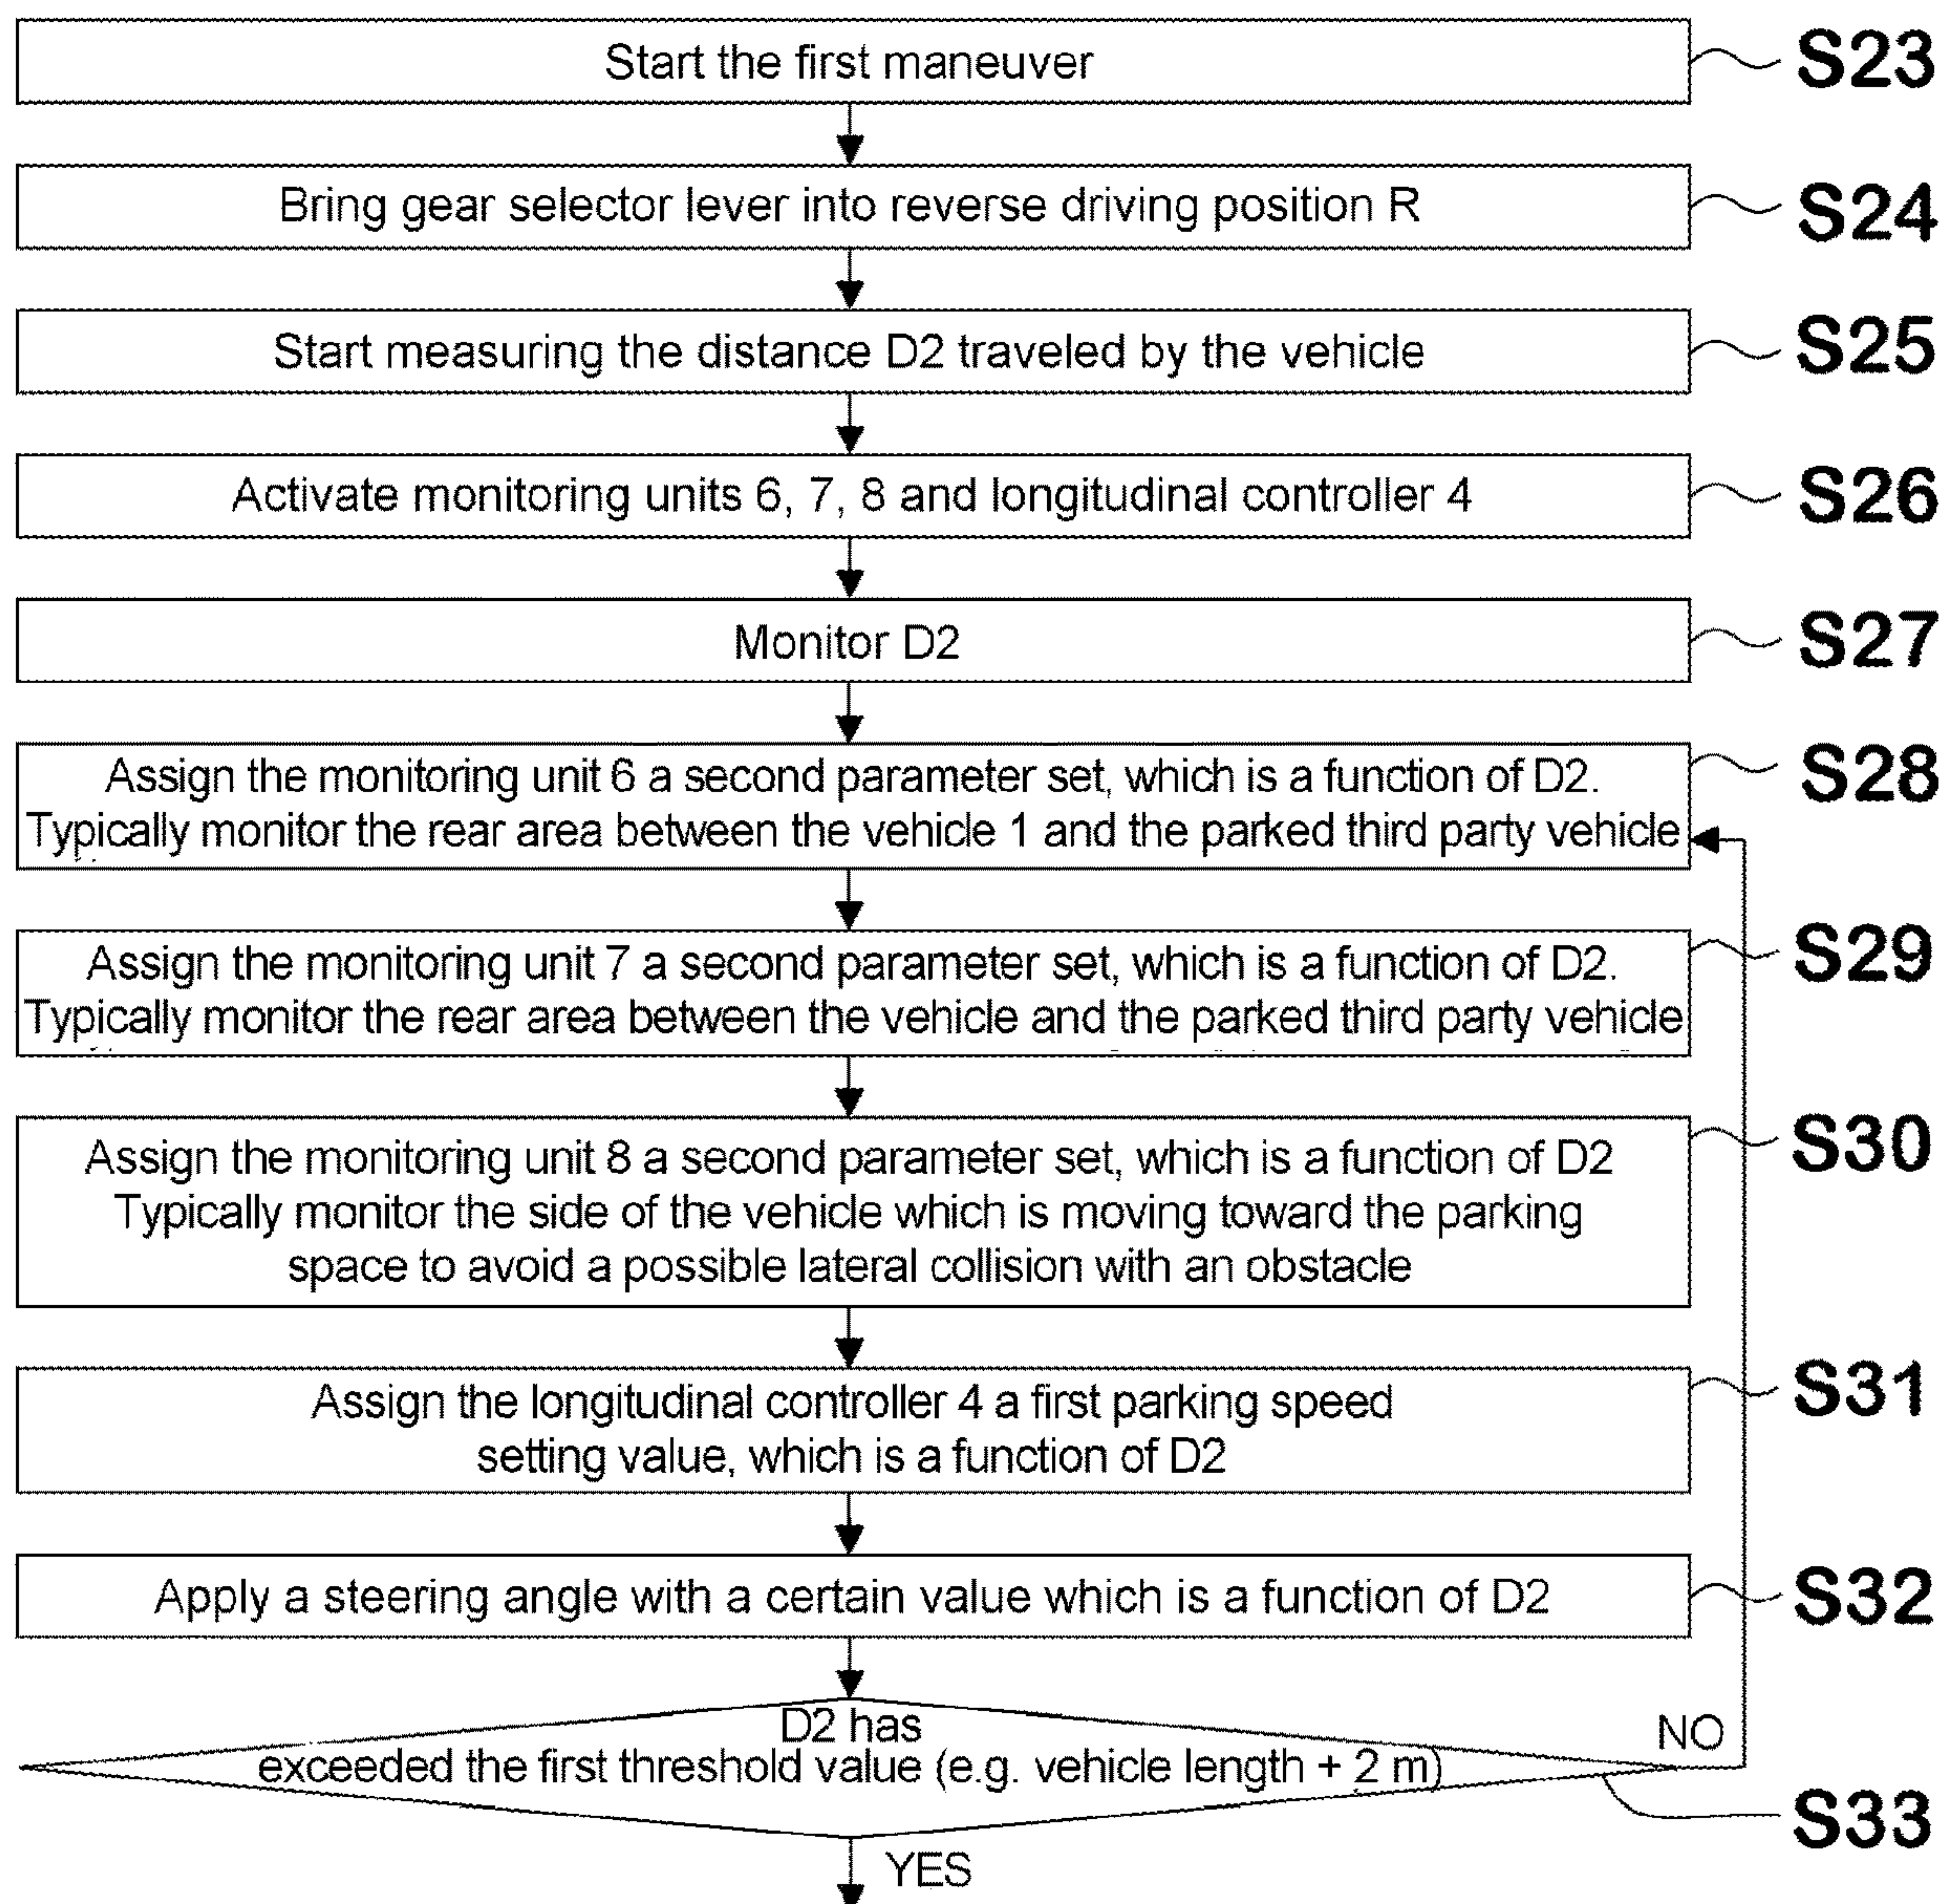 Start the first maneuver
S23
Bring gear selector lever into reverse driving position R
S24
Start measuring the distance D2 traveled by the vehicle
S25
Activate monitoring units 6, 7, 8 and longitudinal controller 4
S26
Monitor D2
S27
Assign the monitoring unit 6 a second parameter set, which is a function of D2.
Typically monitor the rear area between the vehicle 1 and the parked third party vehicle
S28
Assign the monitoring unit 7 a second parameter set, which is a function of D2.
Typically monitor the rear area between the vehicle and the parked third party vehicle
S29
Assign the monitoring unit 8 a second parameter set, which is a function of D2
Typically monitor the side of the vehicle which is moving toward the parking
space to avoid a possible lateral collision with an obstacle
S30
Assign the longitudinal controller 4 a first parking speed
setting value, which is a function of D2
S31
Apply a steering angle with a certain value which is a function of D2
S32
D2 has
exceeded the first threshold value (e.g. vehicle length + 2 m)
NO
S33
YES